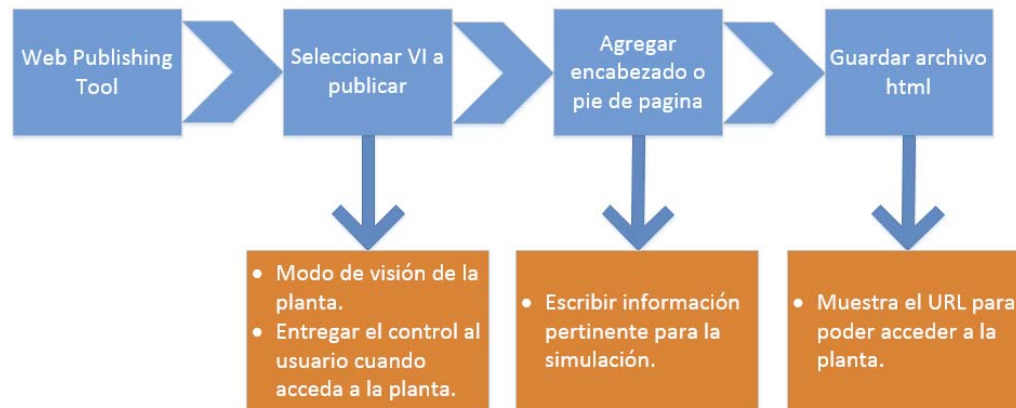 Web Publishing
Tool
Seleccionar VI a
publicar
Agregar
encabezado o
pie de pagina
Guardar archivo
html
• Modo de visión de la
planta.
• Entregar el control al
usuario cuando
acceda a la planta.
• Escribir información
pertinente para la
simulación.
• Muestra el URL para
poder acceder a la
planta.